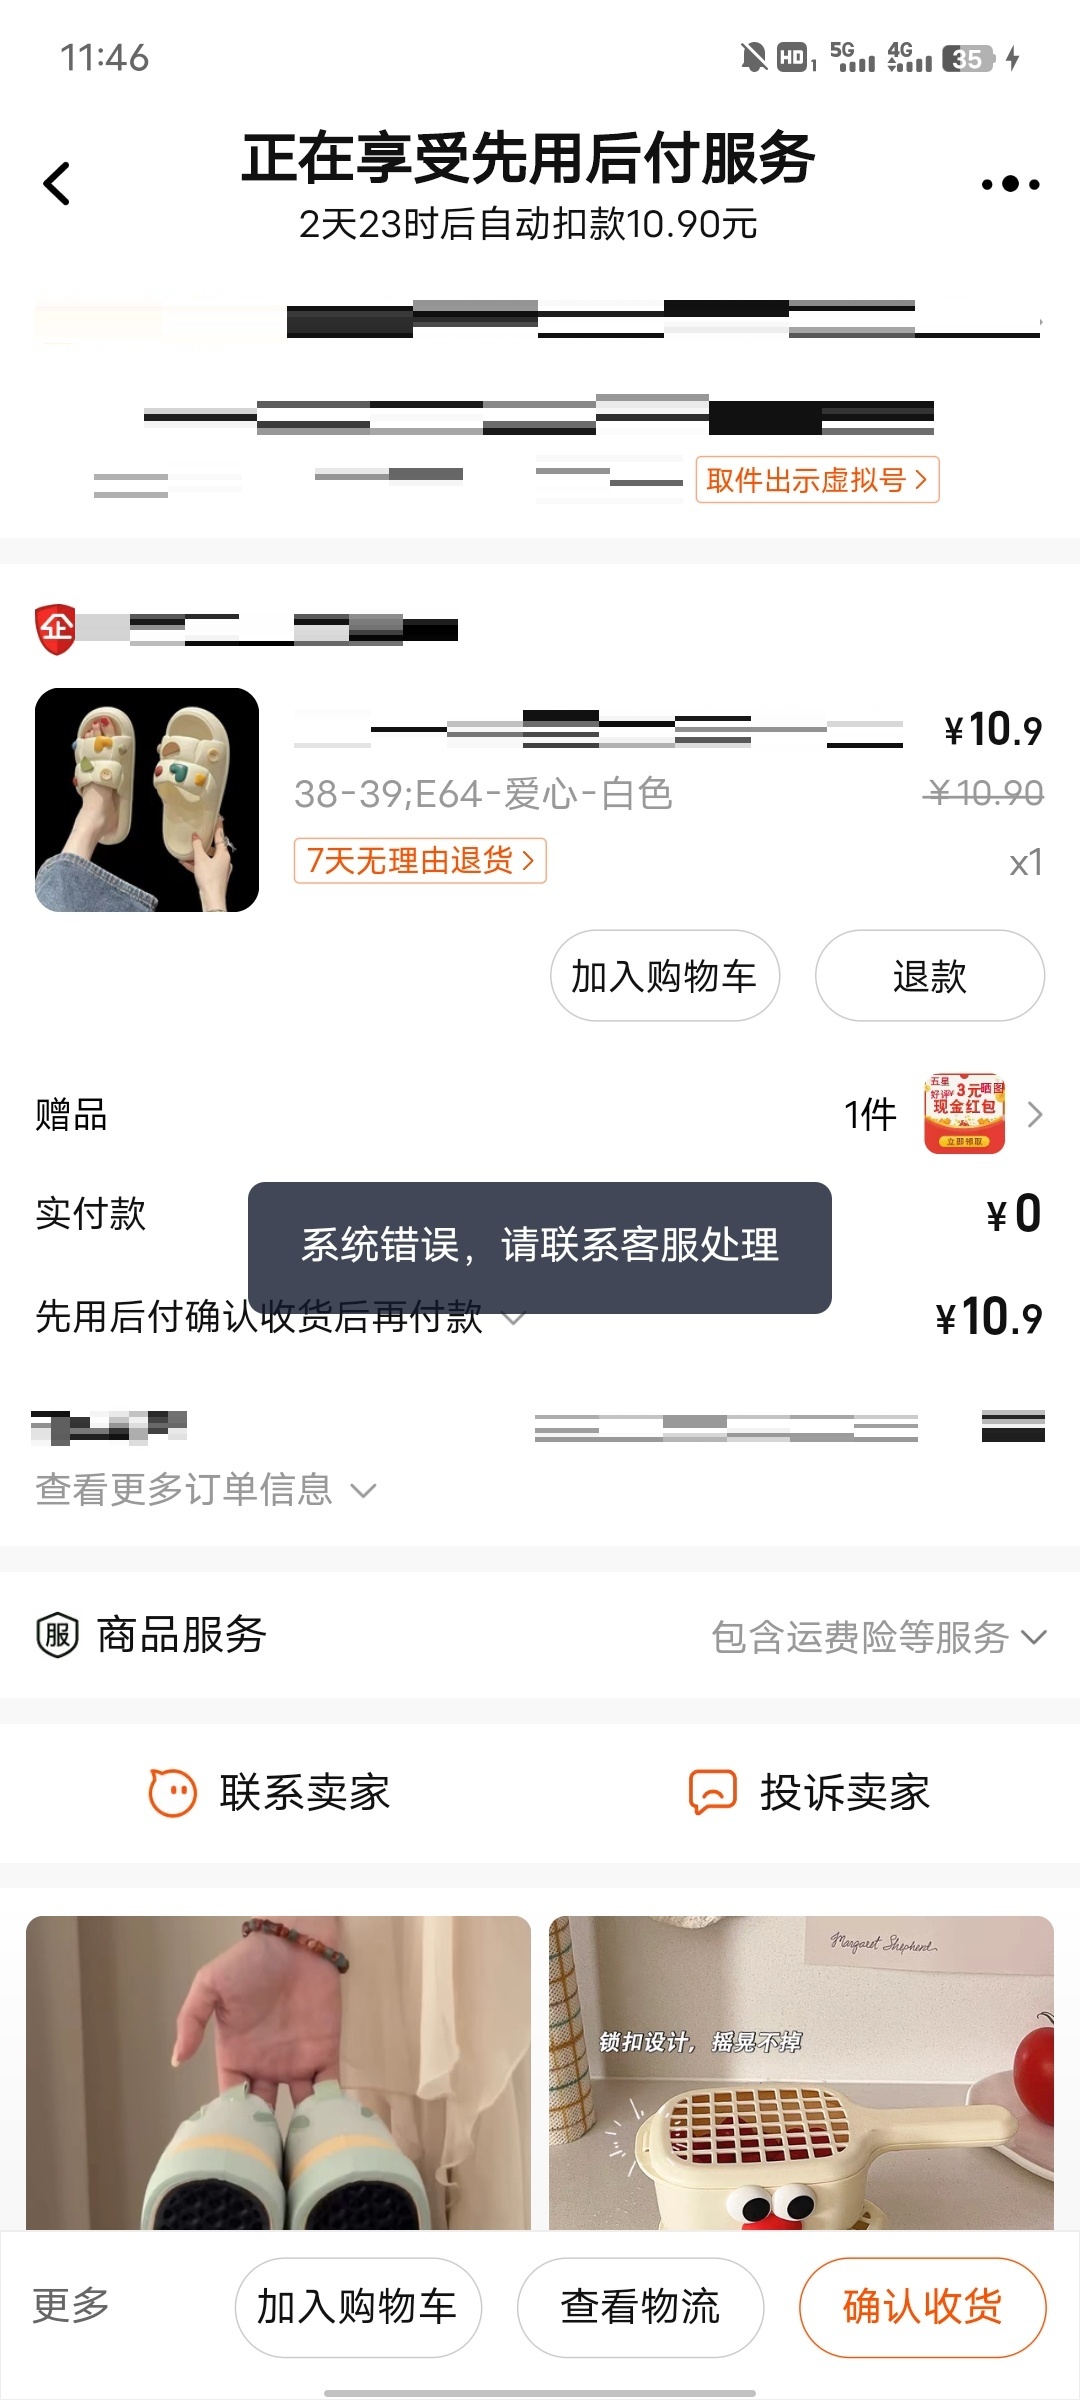 11:46
HD 1 5G 4G 35
正在享受先用后付服务
2天23时后自动扣款10.90元
取件出示虚拟号
企
¥10.9
38-39;E64-爱心-白色
¥10.90
7天无理由退货
x1
加入购物车
退款
赠品
1件
五星
好评
3元晒图
现金红包
立即领取
实付款
¥0
系统错误，请联系客服处理
先用后付确认收货后再付款
¥10.9
查看更多订单信息
服 商品服务
包含运费险等服务
联系卖家
投诉卖家
Margaret Shepherd
锁扣设计，摇晃不掉
更多
加入购物车
查看物流
确认收货